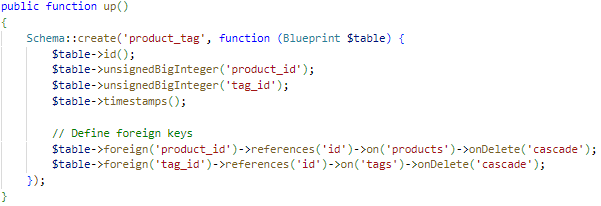 public function up()
{
    Schema::create('product_tag', function (Blueprint $table) {
        $table->id();
        $table->unsignedBigInteger('product_id');
        $table->unsignedBigInteger('tag_id');
        $table->timestamps();

        // Define foreign keys
        $table->foreign('product_id')->references('id')->on('products')->onDelete('cascade');
        $table->foreign('tag_id')->references('id')->on('tags')->onDelete('cascade');
    });
}